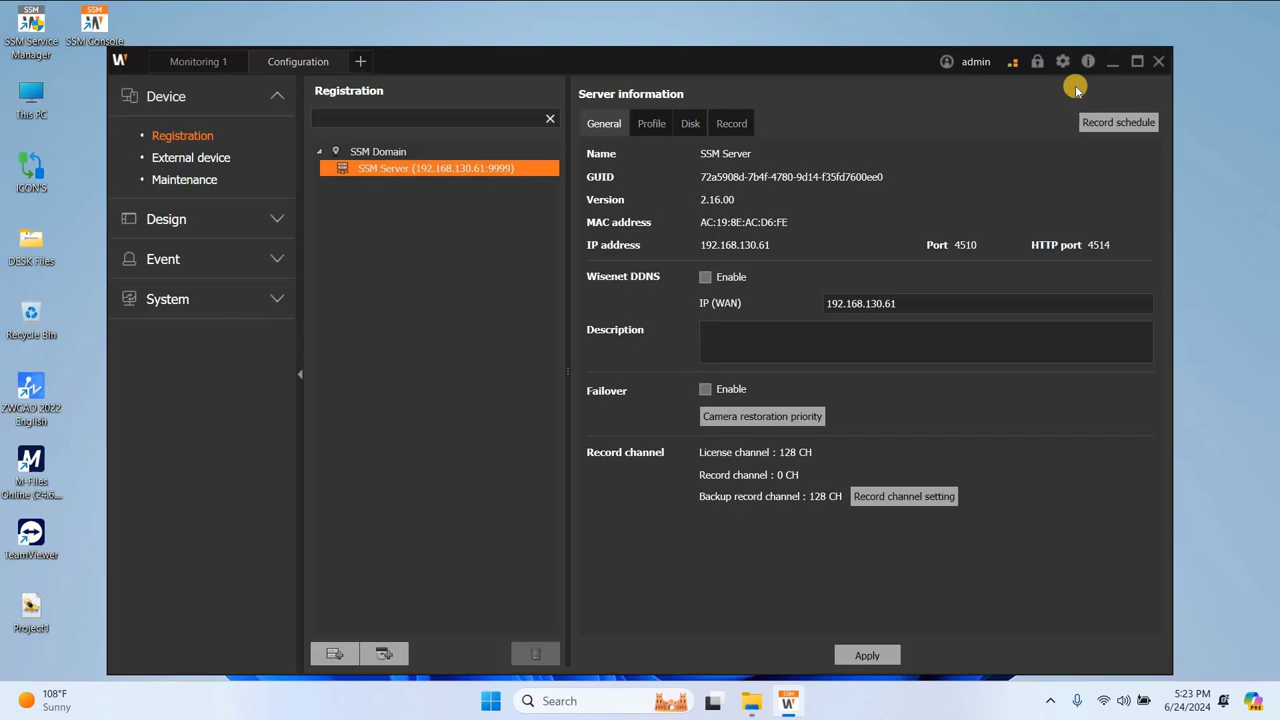 SSM Service
Manager
SSM Console
This PC
ICON'S
DESK Files
Recycle Bin
ZWCAD 2022
English
M-Files
Online (24.6....
TeamViewer
Project1
Monitoring 1
Configuration
admin
Device
Registration
External device
Maintenance
Design
Event
System
Registration
SSM Domain
SSM Server (192.168.130.61:9999)
Server information
General
Profile
Disk
Record
Record schedule
Name SSM Server
GUID 72a5908d-7b4f-4780-9d14-f35fd7600ee0
Version 2.16.00
MAC address AC:19:8E:AC:D6:FE
IP address 192.168.130.61 Port 4510 HTTP port 4514
Wisenet DDNS Enable
IP (WAN) 192.168.130.61
Description
Failover Enable
Camera restoration priority
Record channel License channel : 128 CH
Record channel : 0 CH
Backup record channel : 128 CH Record channel setting
Apply
108°F
Sunny
Search
SSM
5:23 PM
6/24/2024